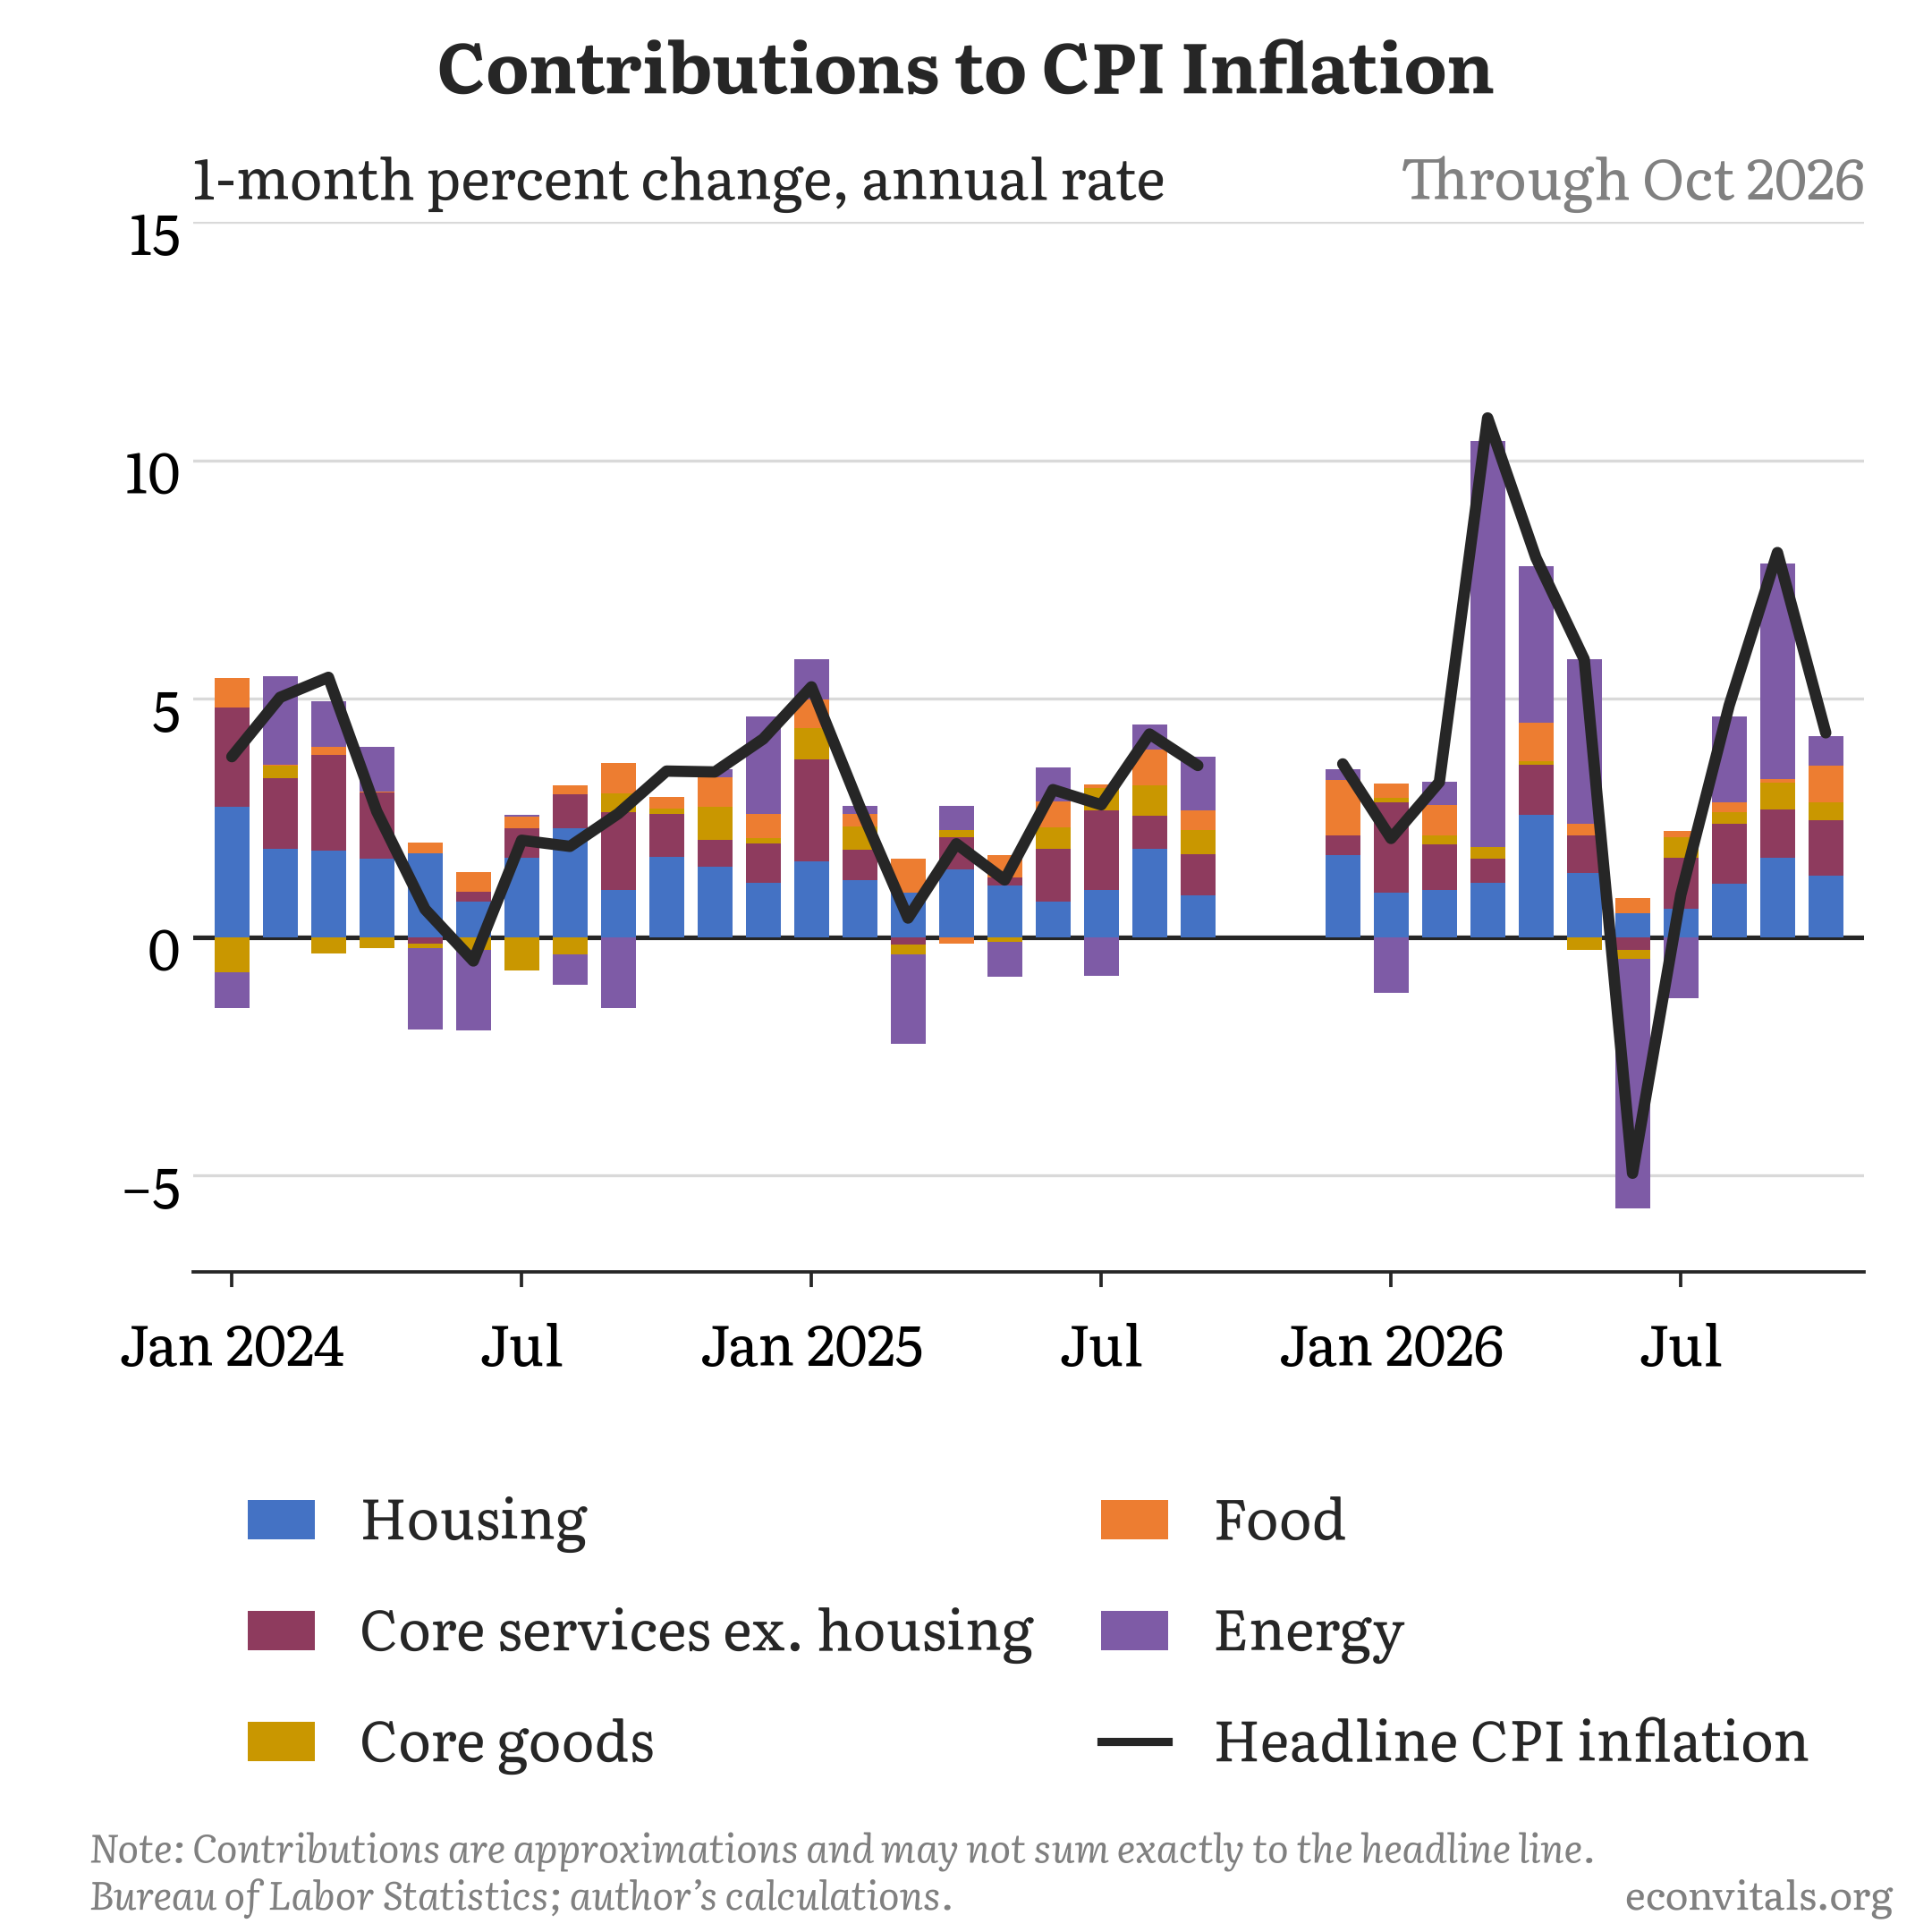 Contributions to CPI Inflation
1-month percent change, annual rate
Through Oct 2026
15
10
5
0
−5
Jan 2024
Jul
Jan 2025
Jul
Jan 2026
Jul
Housing
Food
Core services ex. housing
Energy
Core goods
Headline CPI inflation
Note: Contributions are approximations and may not sum exactly to the headline line.
Bureau of Labor Statistics; author’s calculations.
econvitals.org